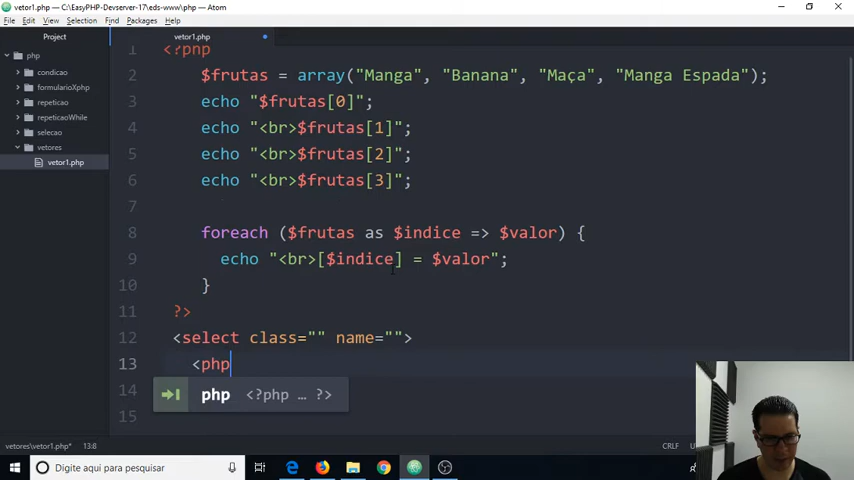 vetor1.php — C:\EasyPHP-Devserver-17\eds-www\php — Atom
File Edit View Selection Find Packages Help
Project
vetor1.php
php
condicao
formularioXphp
repeticao
repeticaoWhile
selecao
vetores
vetor1.php
1 <?php
2 $frutas = array("Manga", "Banana", "Maça", "Manga Espada");
3 echo "$frutas[0]";
4 echo "<br>$frutas[1]";
5 echo "<br>$frutas[2]";
6 echo "<br>$frutas[3]";
7
8 foreach ($frutas as $indice => $valor) {
9 echo "<br>[$indice] = $valor";
10 }
11 ?>
12 <select class="" name="">
13 <php
14
15
php <?php … ?>
vetores\vetor1.php* 13:8 CRLF
Digite aqui para pesquisar